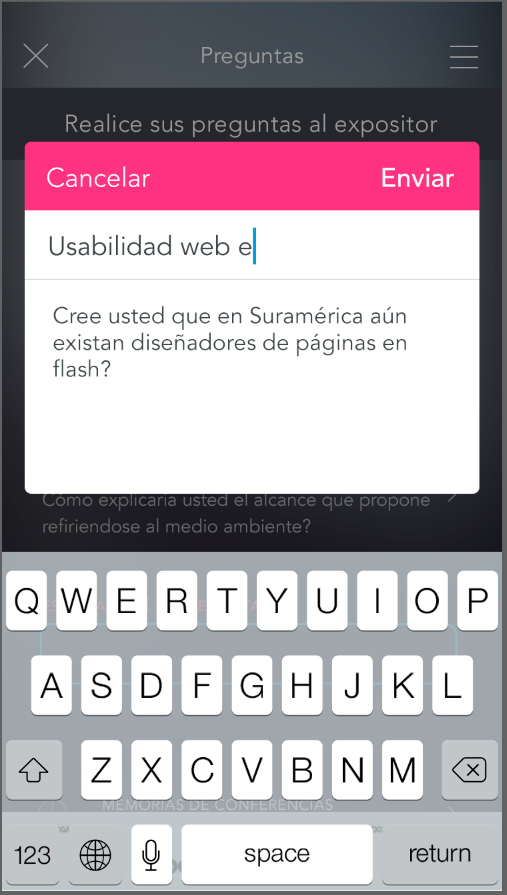 Preguntas
Realice sus preguntas al expositor
Cancelar Enviar
Usabilidad web e
Cree usted que en Suramérica aún
existan diseñadores de páginas en
flash?
Cómo explicaría usted el alcance que propone
refiriendose al medio ambiente?
Q W E R T Y U I O P
A S D F G H J K L
Z X C V B N M
MEMORIAS DE CONFERENCIAS
123 space return